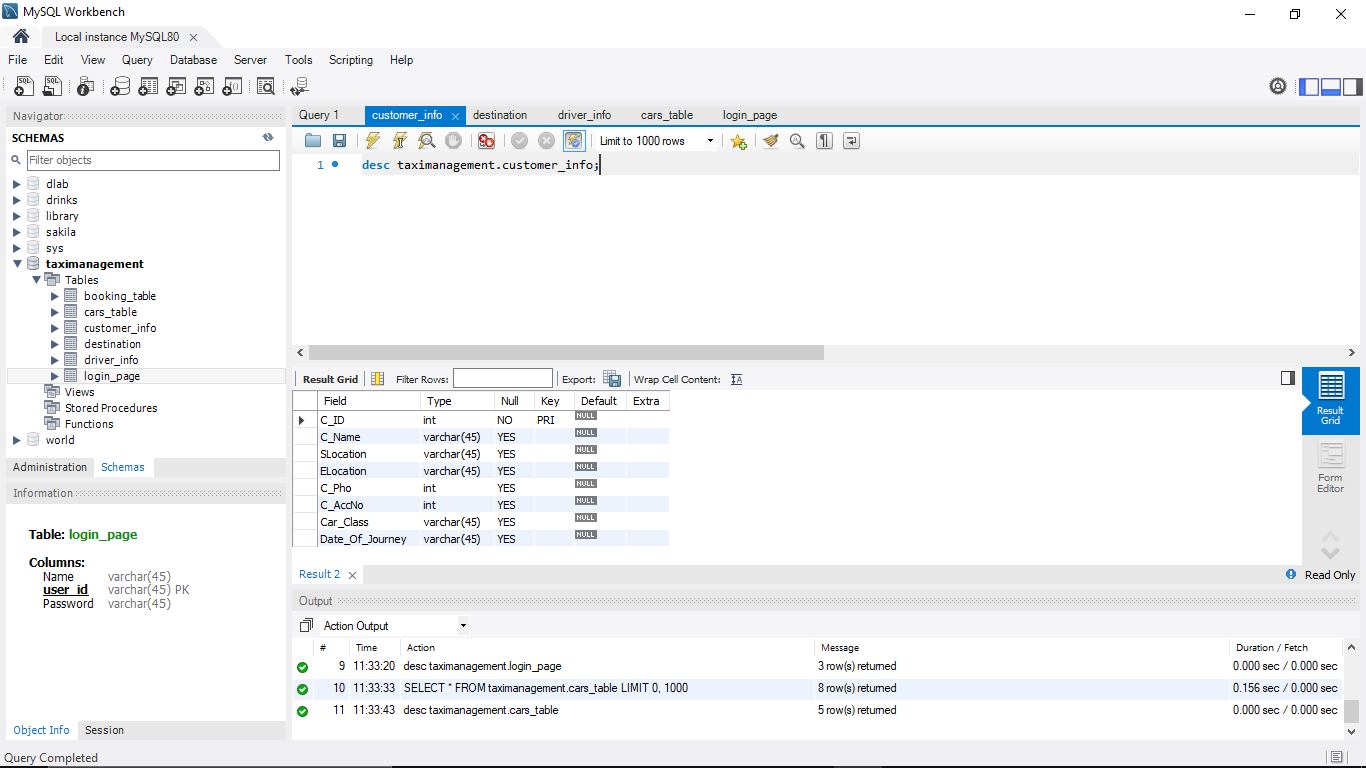 MySQL Workbench
Local instance MySQL80
File Edit View Query Database Server Tools Scripting Help
Navigator
SCHEMAS
Filter objects
dlab
drinks
library
sakila
sys
taximanagement
Tables
booking_table
cars_table
customer_info
destination
driver_info
login_page
Views
Stored Procedures
Functions
world
Administration Schemas
Information
Table: login_page
Columns:
Name varchar(45)
user_id varchar(45) PK
Password varchar(45)
Object Info Session
Query 1 customer_info destination driver_info cars_table login_page
Limit to 1000 rows
1 desc taximanagement.customer_info;
Result Grid Filter Rows: Export: Wrap Cell Content:
Field Type Null Key Default Extra
C_ID int NO PRI NULL
C_Name varchar(45) YES NULL
SLocation varchar(45) YES NULL
ELocation varchar(45) YES NULL
C_Pho int YES NULL
C_AccNo int YES NULL
Car_Class varchar(45) YES NULL
Date_Of_Journey varchar(45) YES NULL
Result
Grid
Form
Editor
Result 2
Read Only
Output
Action Output
# Time Action Message Duration / Fetch
9 11:33:20 desc taximanagement.login_page 3 row(s) returned 0.000 sec / 0.000 sec
10 11:33:33 SELECT * FROM taximanagement.cars_table LIMIT 0, 1000 8 row(s) returned 0.156 sec / 0.000 sec
11 11:33:43 desc taximanagement.cars_table 5 row(s) returned 0.000 sec / 0.000 sec
Query Completed